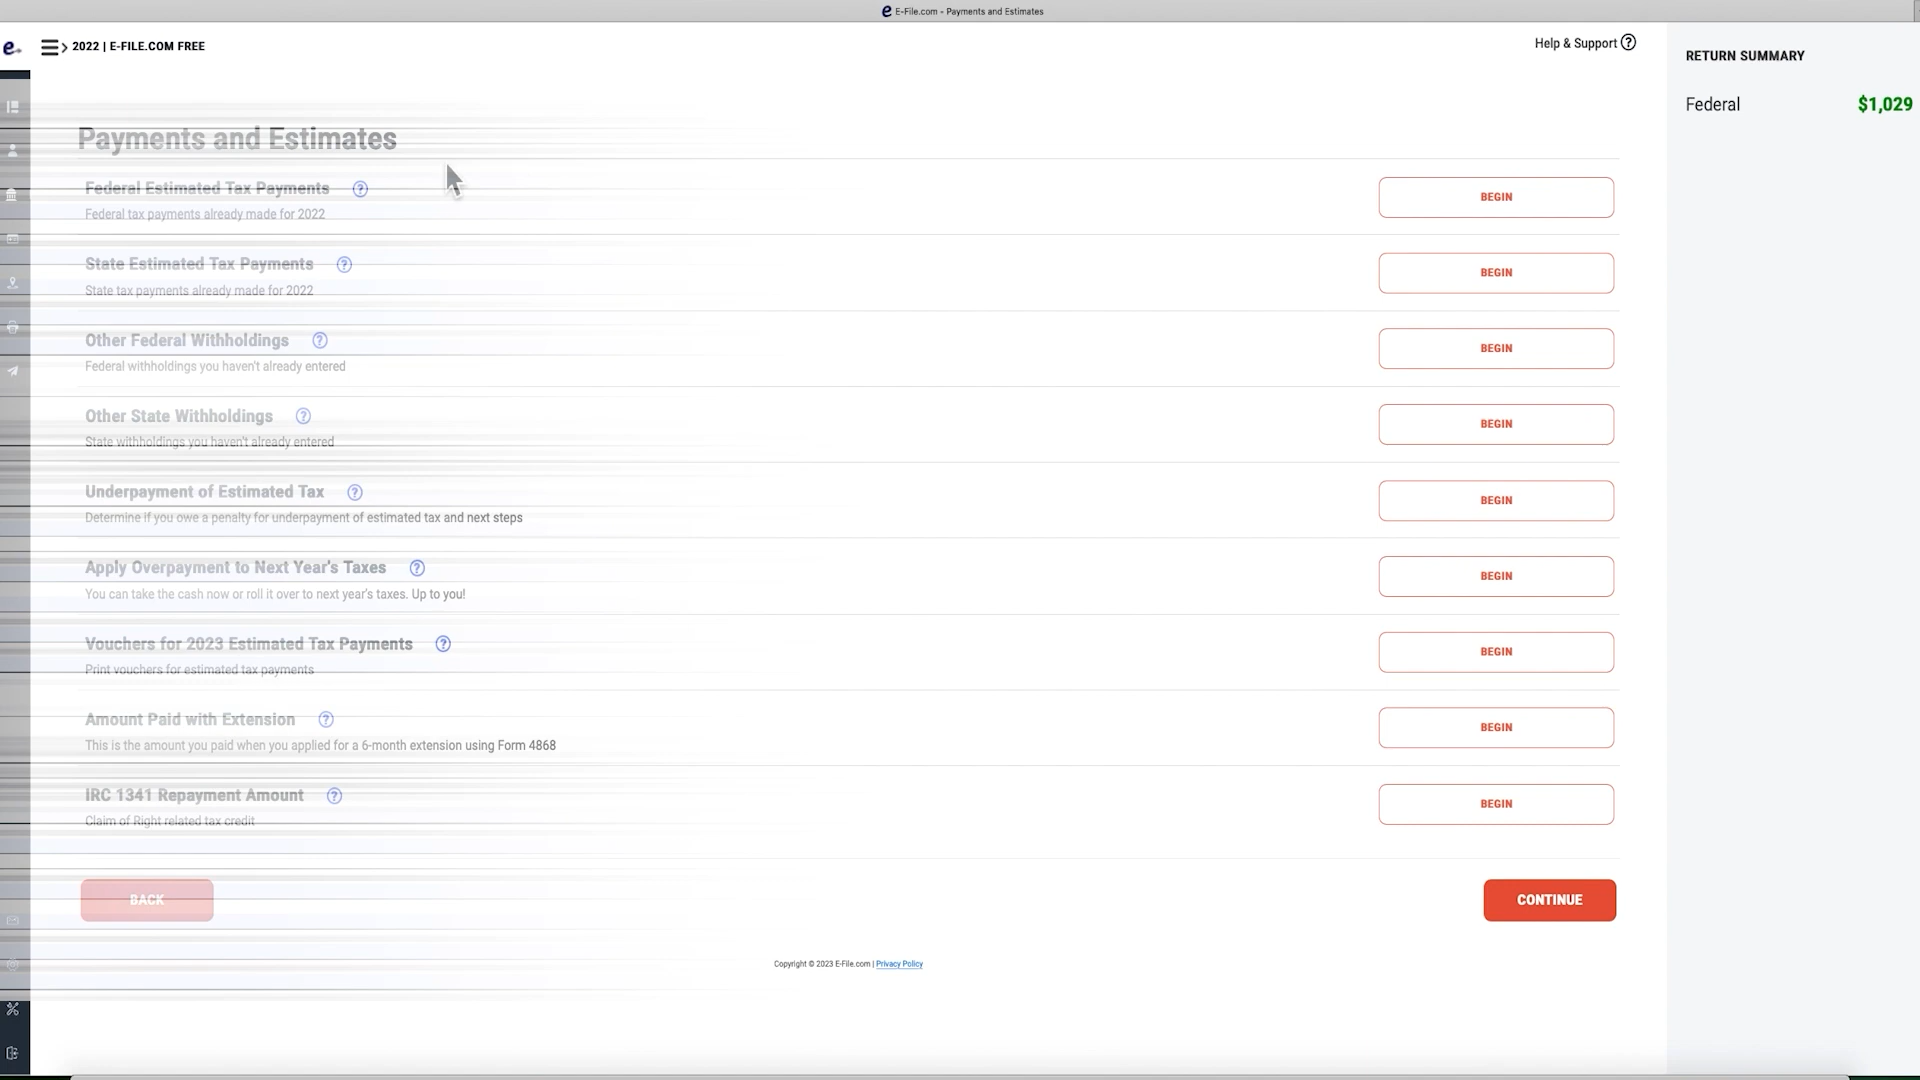 E-File.com - Payments and Estimates
2022 | E-FILE.COM FREE
Help & Support
RETURN SUMMARY
Federal $1,029
Payments and Estimates
Federal Estimated Tax Payments
Federal tax payments already made for 2022
BEGIN
State Estimated Tax Payments
State tax payments already made for 2022
BEGIN
Other Federal Withholdings
Federal withholdings you haven't already entered
BEGIN
Other State Withholdings
State withholdings you haven't already entered
BEGIN
Underpayment of Estimated Tax
Determine if you owe a penalty for underpayment of estimated tax and next steps
BEGIN
Apply Overpayment to Next Year's Taxes
You can take the cash now or roll it over to next year's taxes. Up to you!
BEGIN
Vouchers for 2023 Estimated Tax Payments
Print vouchers for estimated tax payments
BEGIN
Amount Paid with Extension
This is the amount you paid when you applied for a 6-month extension using Form 4868
BEGIN
IRC 1341 Repayment Amount
Claim of Right related tax credit
BEGIN
BACK
CONTINUE
Copyright © 2023 E-File.com | Privacy Policy